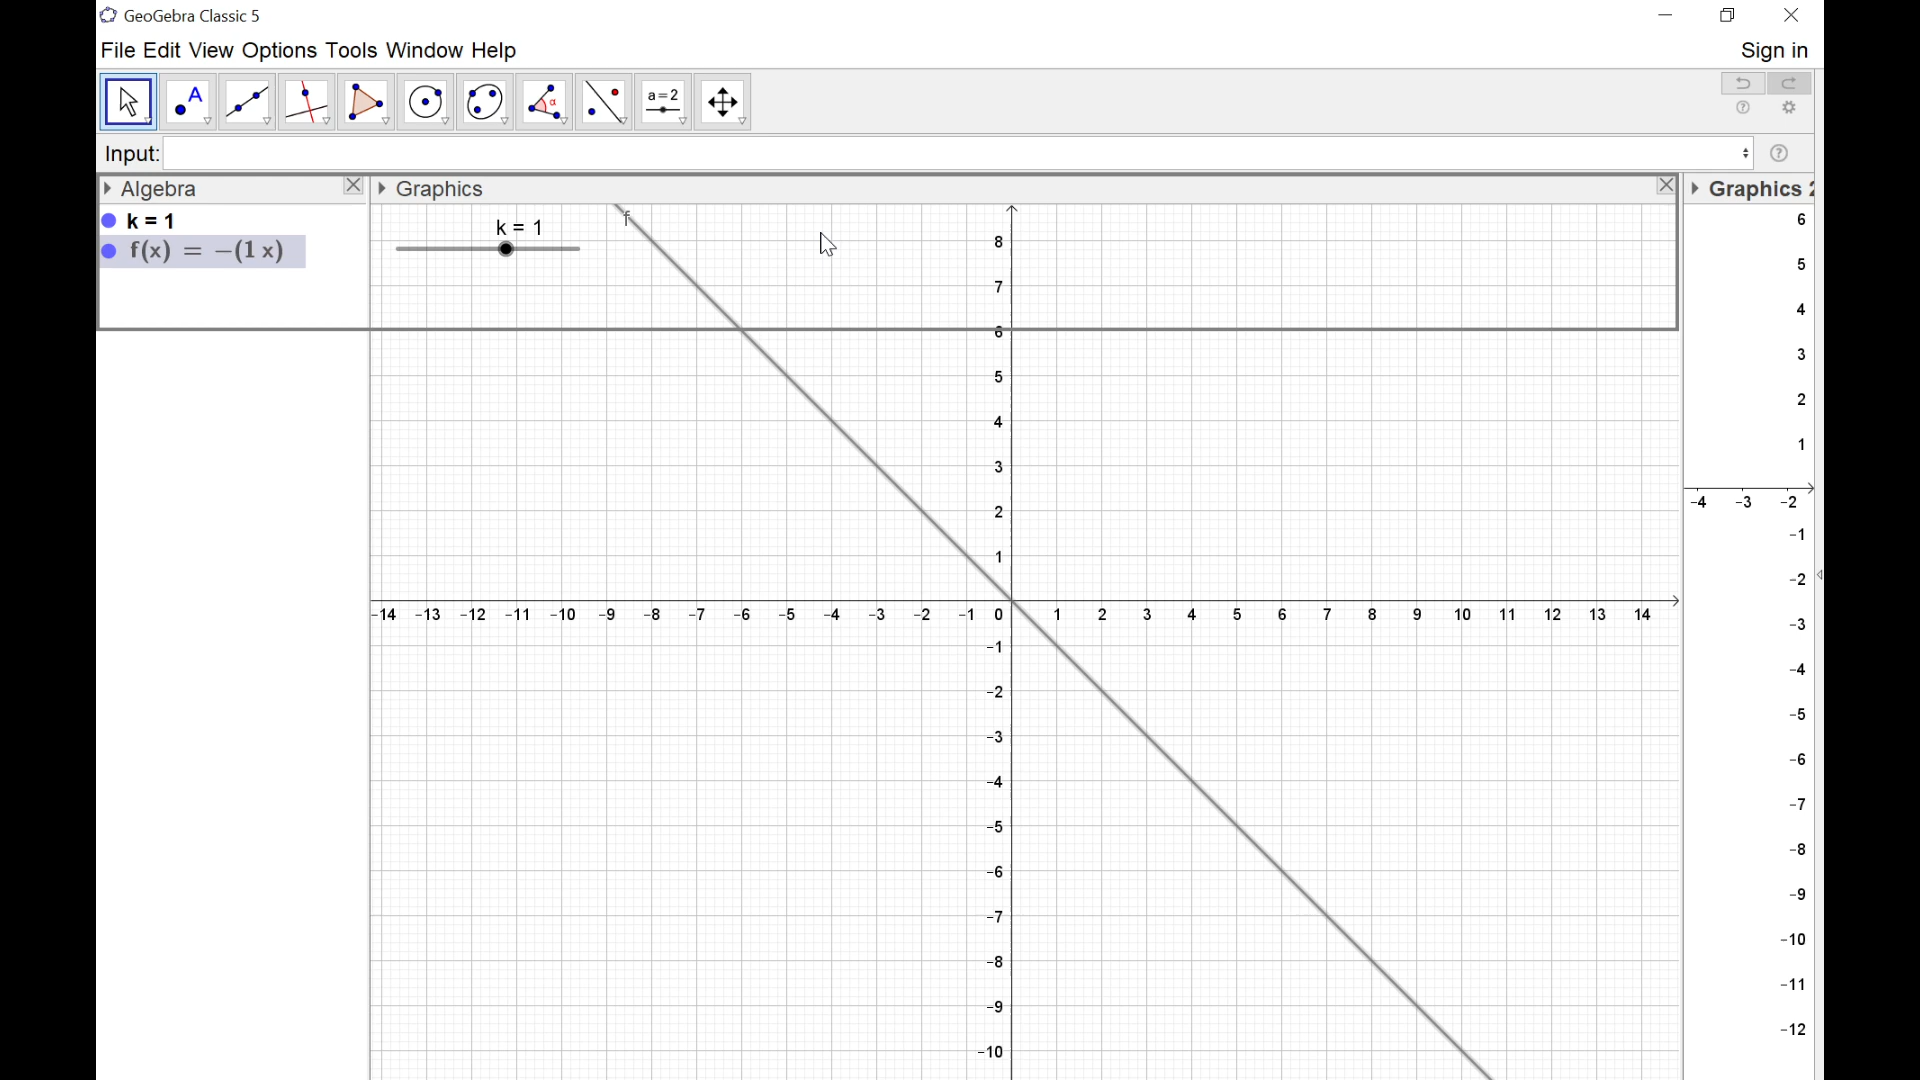 GeoGebra Classic 5
File Edit View Options Tools Window Help
Sign in
A
α
a=2
Input:
Algebra
Graphics
Graphics 2
k = 1
f(x) = −(1 x)
k = 1
f
8
7
6
5
4
3
2
1
-14 -13 -12 -11 -10 -9 -8 -7 -6 -5 -4 -3 -2 -1 0 1 2 3 4 5 6 7 8 9 10 11 12 13 14
-1
-2
-3
-4
-5
-6
-7
-8
-9
-10
6
5
4
3
2
1
-4 -3 -2
-1
-2
-3
-4
-5
-6
-7
-8
-9
-10
-11
-12